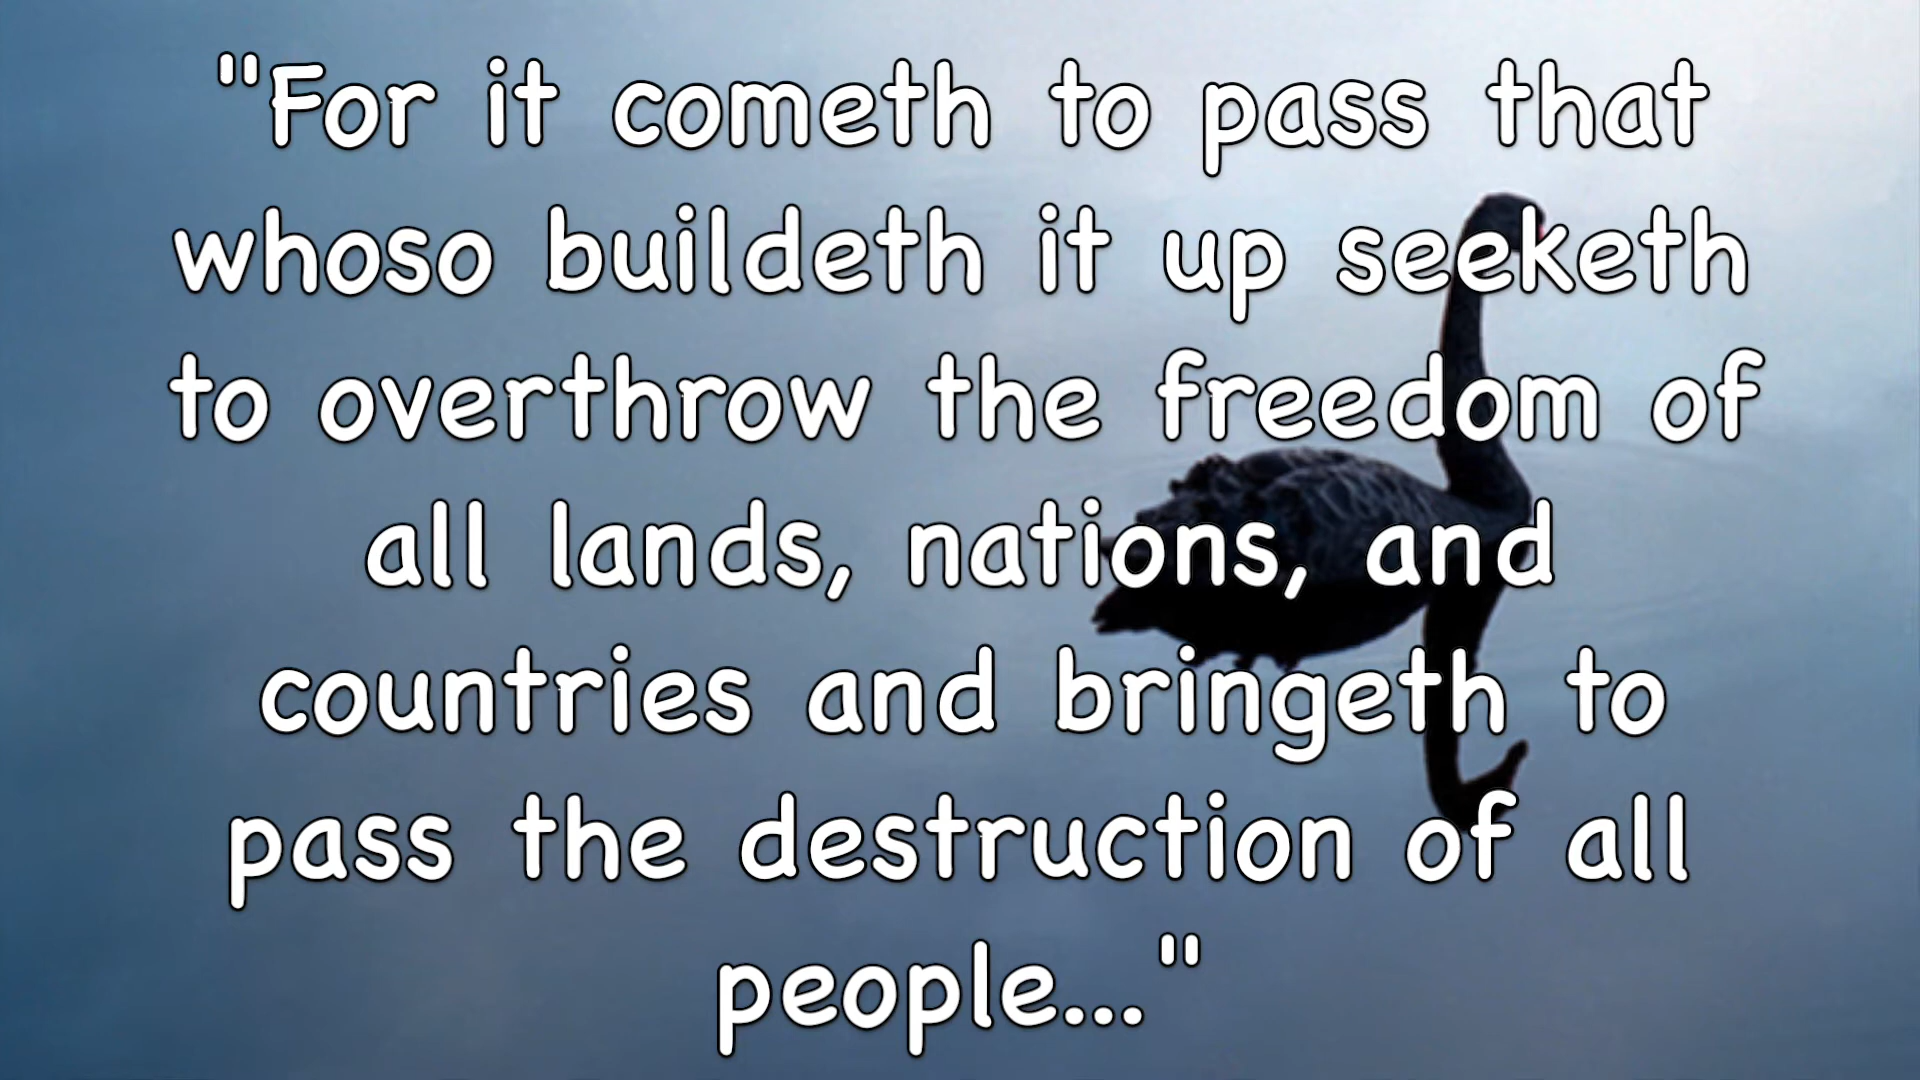 "For it cometh to pass that
whoso buildeth it up seeketh
to overthrow the freedom of
all lands, nations, and
countries and bringeth to
pass the destruction of all
people..."